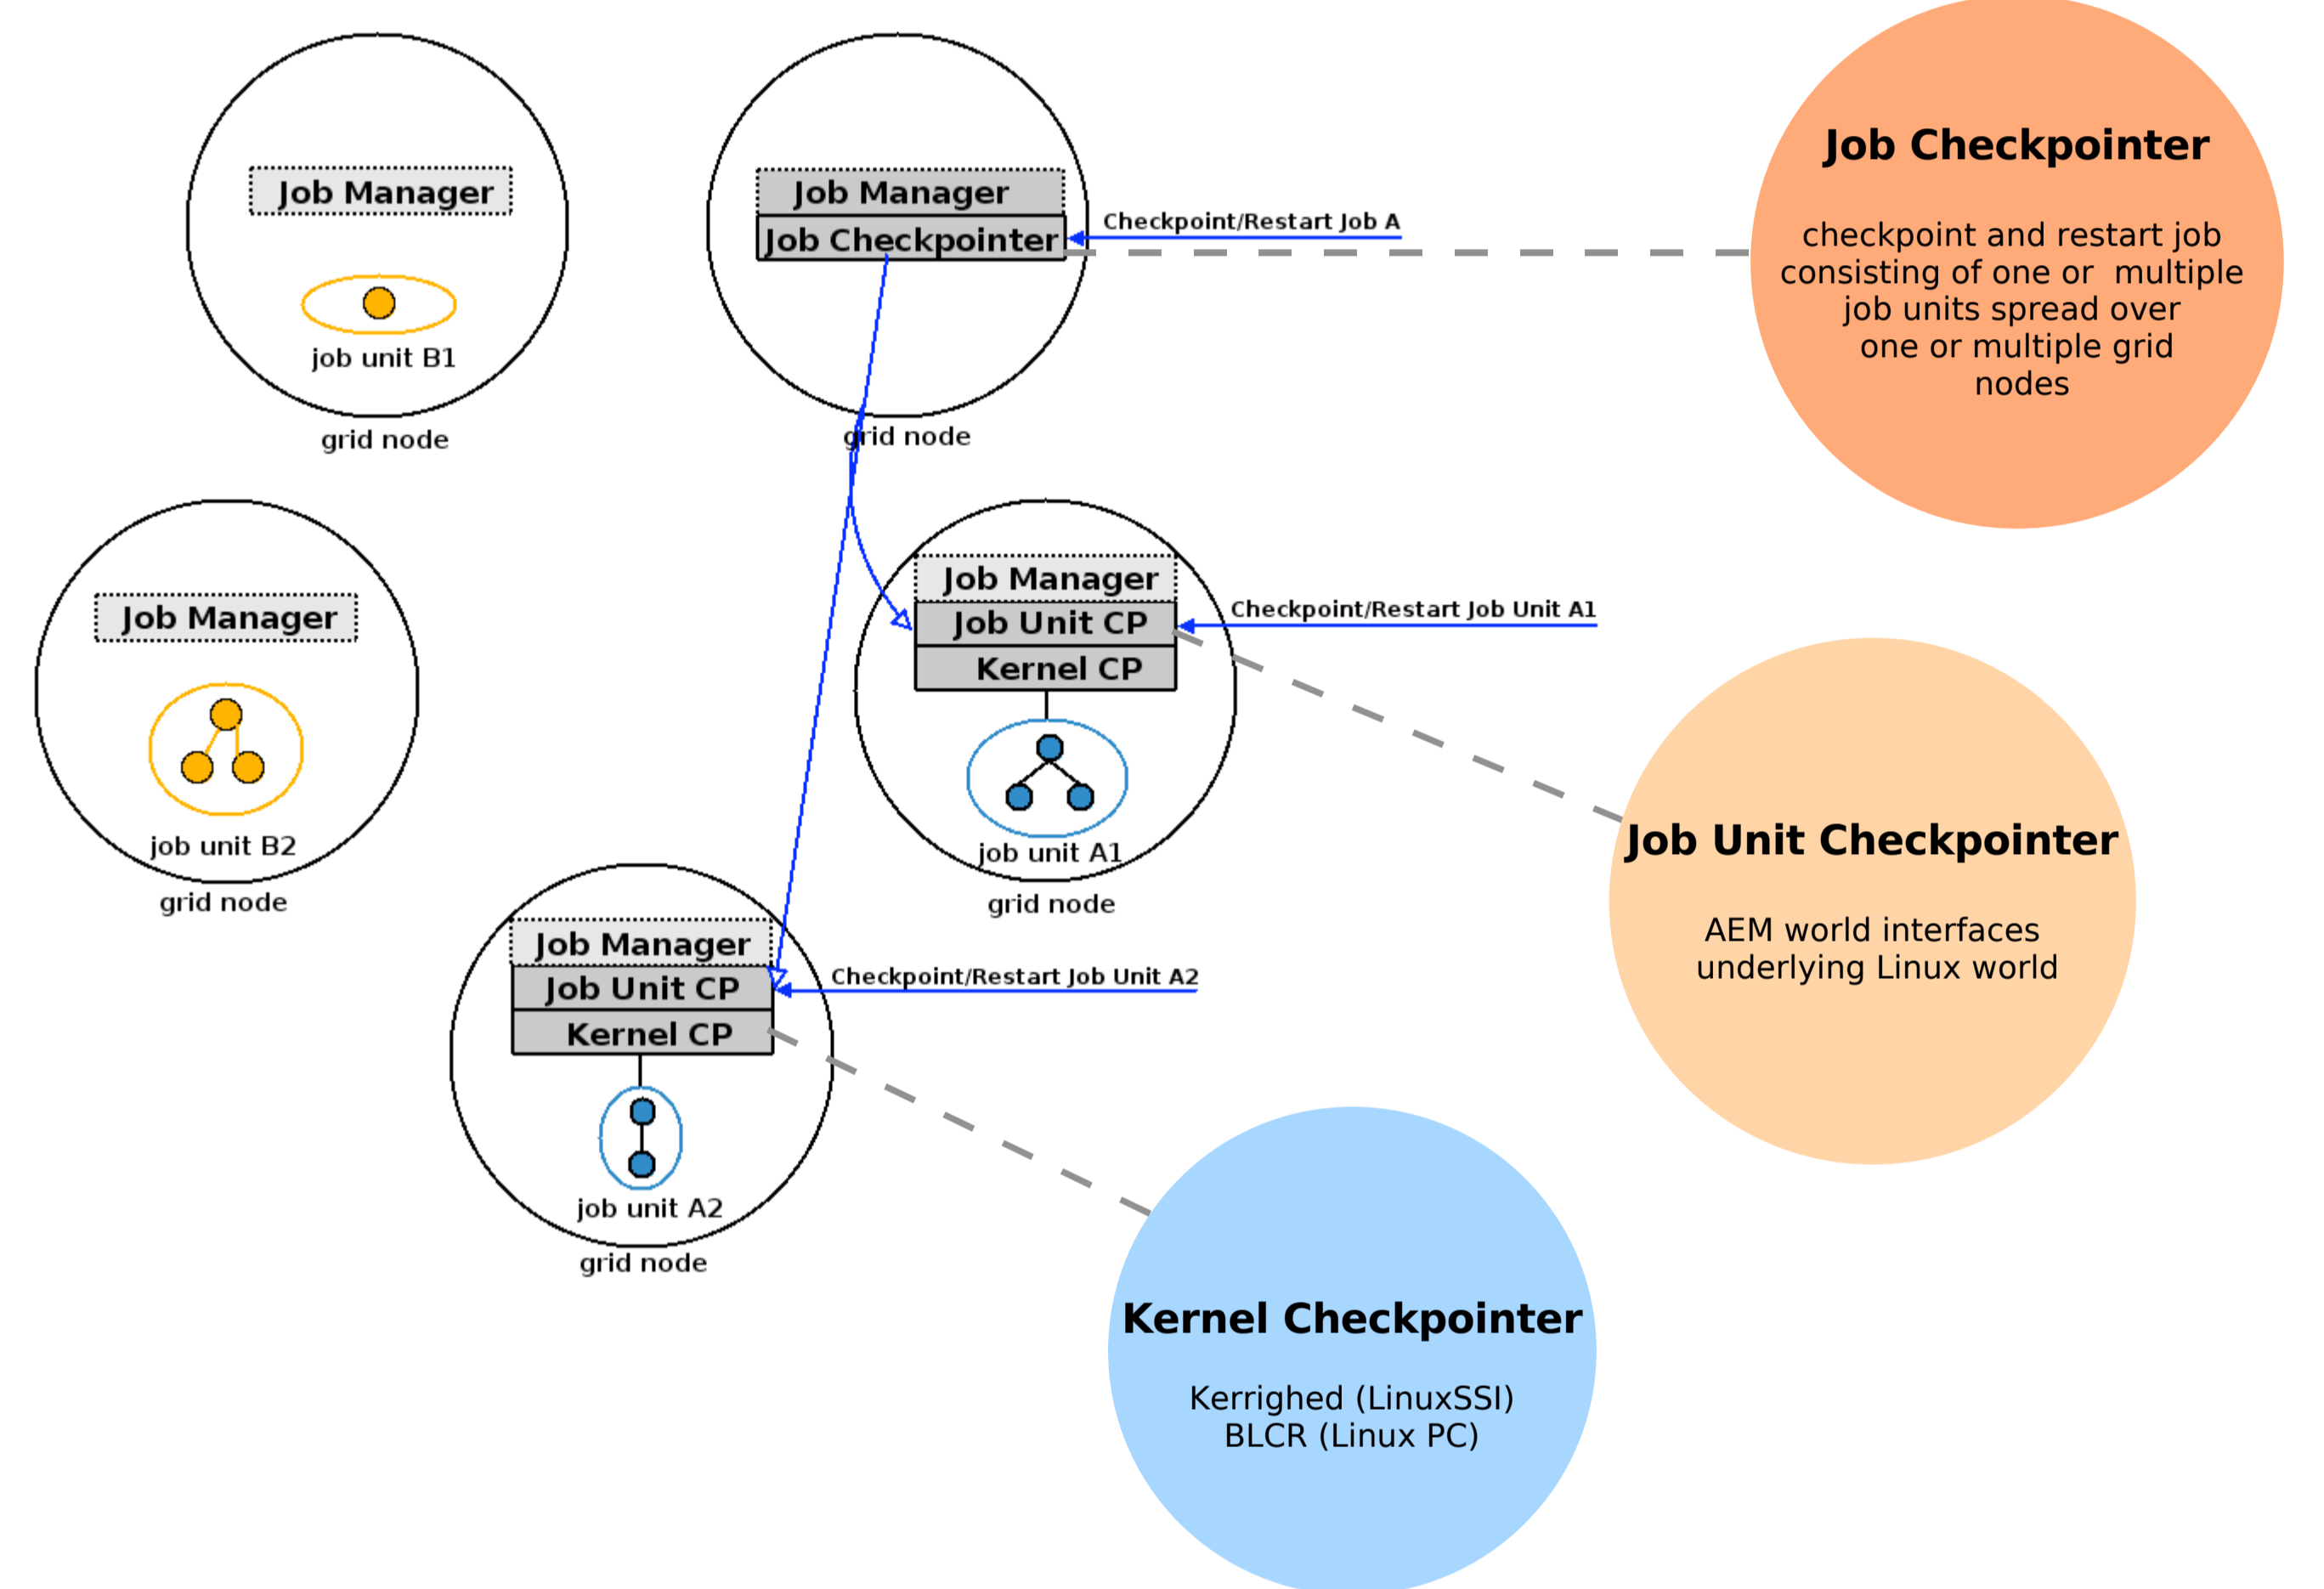 Job Manager
job unit B1
grid node
Job Manager
Job Checkpointer
grid node
Checkpoint/Restart Job A
Job Checkpointer
checkpoint and restart job
consisting of one or  multiple
job units spread over
one or multiple grid
nodes
Job Manager
job unit B2
grid node
Job Manager
Job Unit CP
Kernel CP
job unit A1
grid node
Checkpoint/Restart Job Unit A1
Job Unit Checkpointer
AEM world interfaces
underlying Linux world
Job Manager
Job Unit CP
Kernel CP
job unit A2
grid node
Checkpoint/Restart Job Unit A2
Kernel Checkpointer
Kerrighed (LinuxSSI)
BLCR (Linux PC)